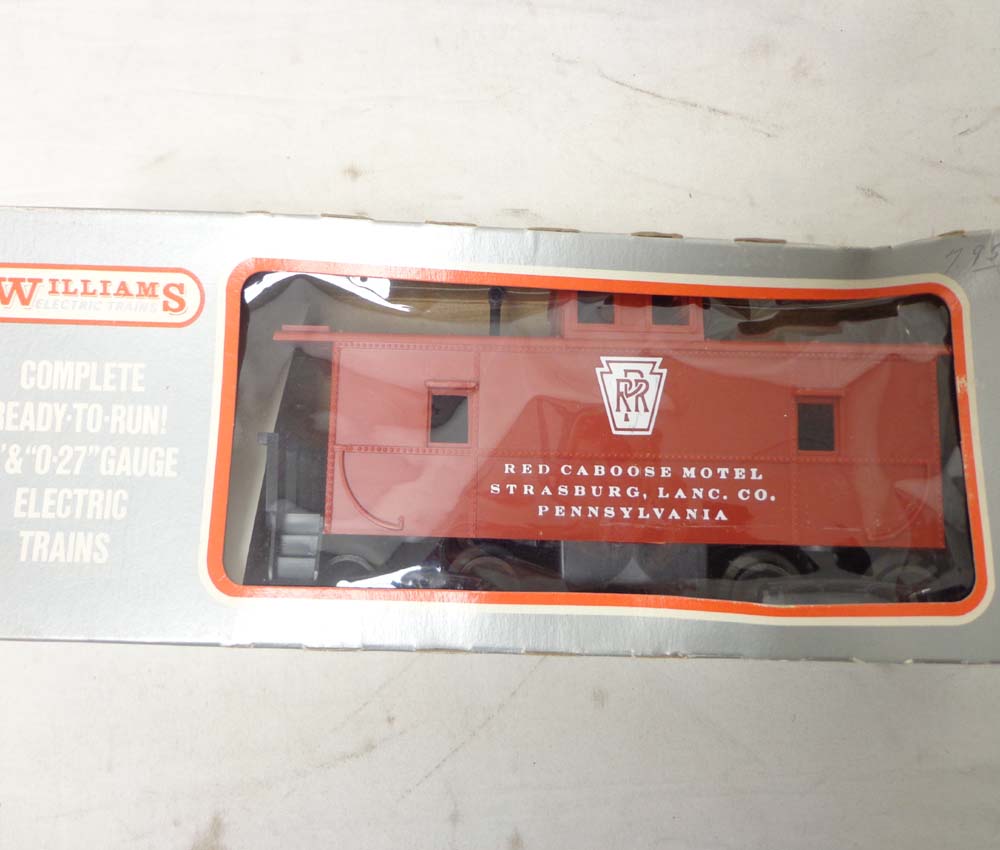 WILLIAMS
ELECTRIC TRAINS
COMPLETE
READY-TO-RUN!
& "O-27" GAUGE
ELECTRIC
TRAINS
PRR
RED CABOOSE MOTEL
STRASBURG, LANC. CO.
PENNSYLVANIA
795